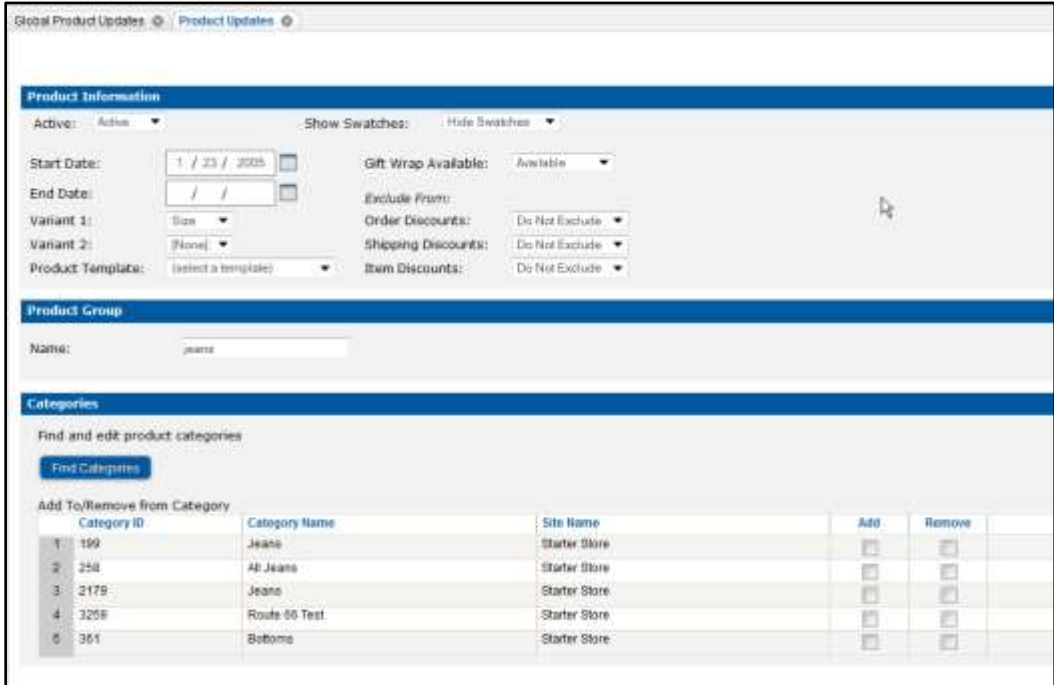 Global Product Updates Product Updates
Product Information
Active: Active Show Swatches: Hide Swatches
Start Date: 1 / 23 / 2005 Gift Wrap Available: Available
End Date: / / Exclude From:
Variant 1: Size Order Discounts: Do Not Exclude
Variant 2: [None] Shipping Discounts: Do Not Exclude
Product Template: (select a template) Item Discounts: Do Not Exclude
Product Group
Name: jeans
Categories
Find and edit product categories
Find Categories
Add To/Remove from Category
Category ID Category Name Site Name Add Remove
1 199 Jeans Starter Store
2 258 All Jeans Starter Store
3 2179 Jeans Starter Store
4 3259 Route 66 Test Starter Store
5 361 Bottoms Starter Store